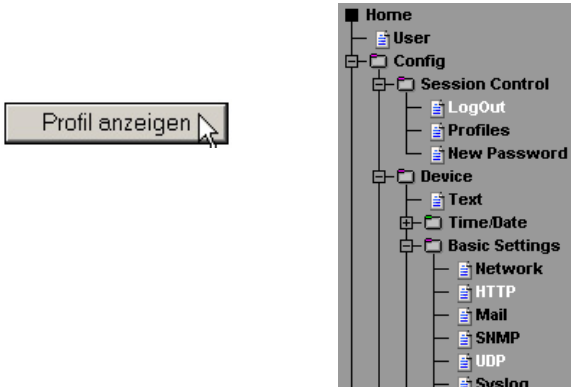 Profil anzeigen
Home
User
Config
Session Control
LogOut
Profiles
New Password
Device
Text
Time/Date
Basic Settings
Network
HTTP
Mail
SNMP
UDP
Syslog